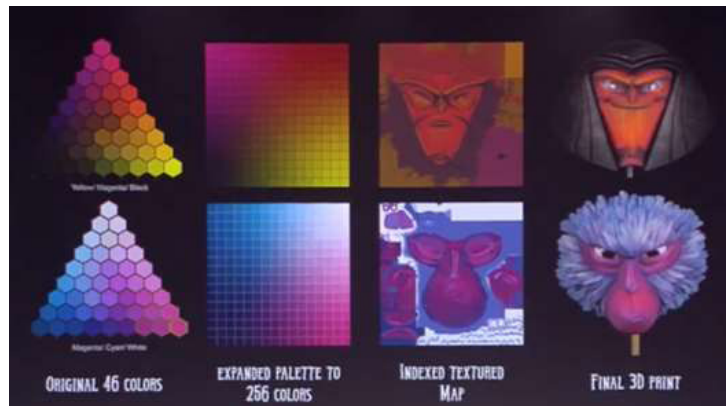 Yellow/Magenta/Black
Magenta/Cyan/White
Original 46 colors
expanded palette to
256 colors
Indexed textured
Map
Final 3D print